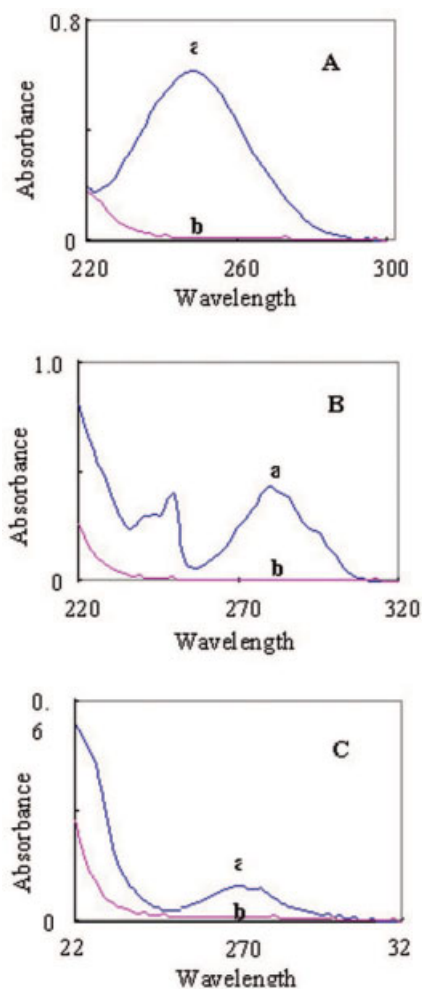 0.8
a
A
Absorbance
b
0
220
260
300
Wavelength
1.0
B
a
Absorbance
b
0
220
270
320
Wavelength
0.
6
C
Absorbance
a
b
0
22
270
32
Wavelength